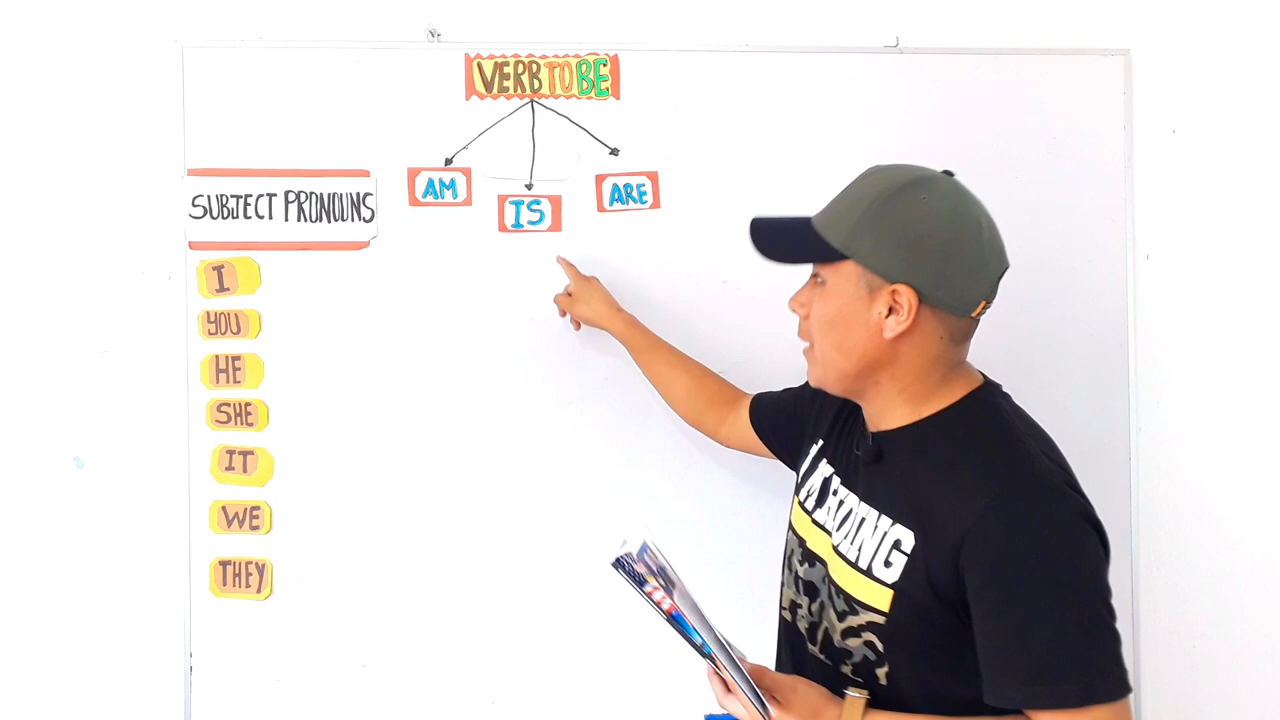 VERB TO BE
AM
IS
ARE
SUBJECT PRONOUNS
I
YOU
HE
SHE
IT
WE
THEY